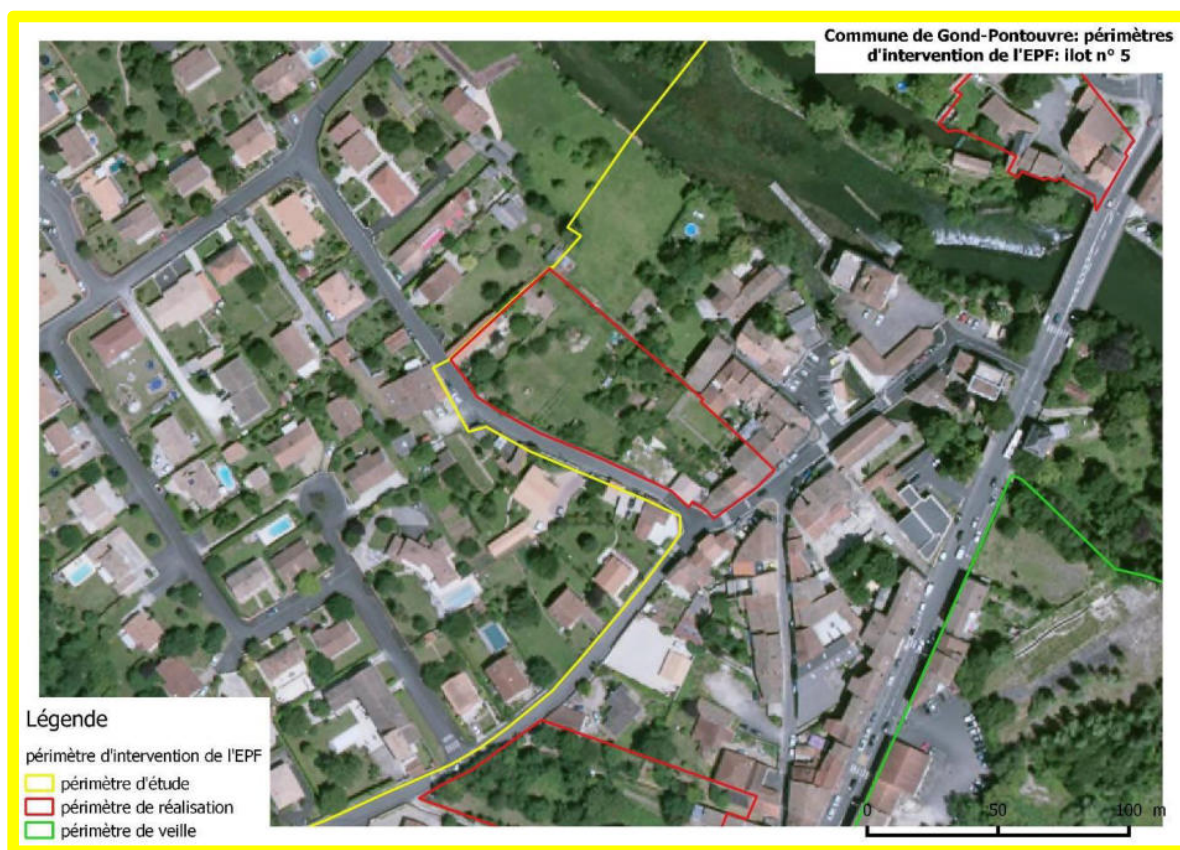 Commune de Gond-Pontouvre: périmètres
d'intervention de l'EPF: ilot n° 5
Légende
périmètre d'intervention de l'EPF
périmètre d'étude
périmètre de réalisation
périmètre de veille
0 50 100 m